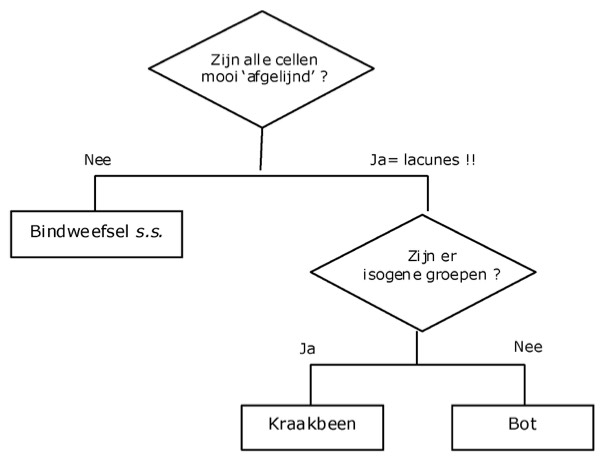 Zijn alle cellen
mooi ‘afgelijnd’ ?
Nee
Ja= lacunes !!
Bindweefsel s.s.
Zijn er
isogene groepen ?
Ja
Nee
Kraakbeen
Bot